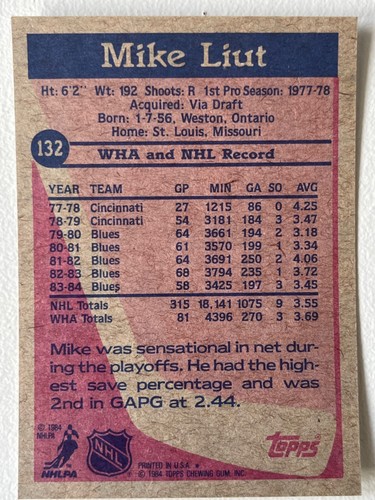 Mike Liut
Ht: 6'2" Wt: 192 Shoots: R 1st Pro Season: 1977-78
Acquired: Via Draft
Born: 1-7-56, Weston, Ontario
Home: St. Louis, Missouri
132
WHA and NHL Record
YEAR TEAM GP MIN GA SO AVG
77-78 Cincinnati 27 1215 86 0 4.25
78-79 Cincinnati 54 3181 184 3 3.47
79-80 Blues 64 3661 194 2 3.18
80-81 Blues 61 3570 199 1 3.34
81-82 Blues 64 3691 250 2 4.06
82-83 Blues 68 3794 235 1 3.72
83-84 Blues 58 3425 197 3 3.45
NHL Totals 315 18,141 1075 9 3.55
WHA Totals 81 4396 270 3 3.69
Mike was sensational in net dur-
ing the playoffs. He had the high-
est save percentage and was
2nd in GAPG at 2.44.
© 1984
NHLPA
NHLPA
NHL
topps
PRINTED IN U.S.A. ★
© 1984 TOPPS CHEWING GUM, INC.